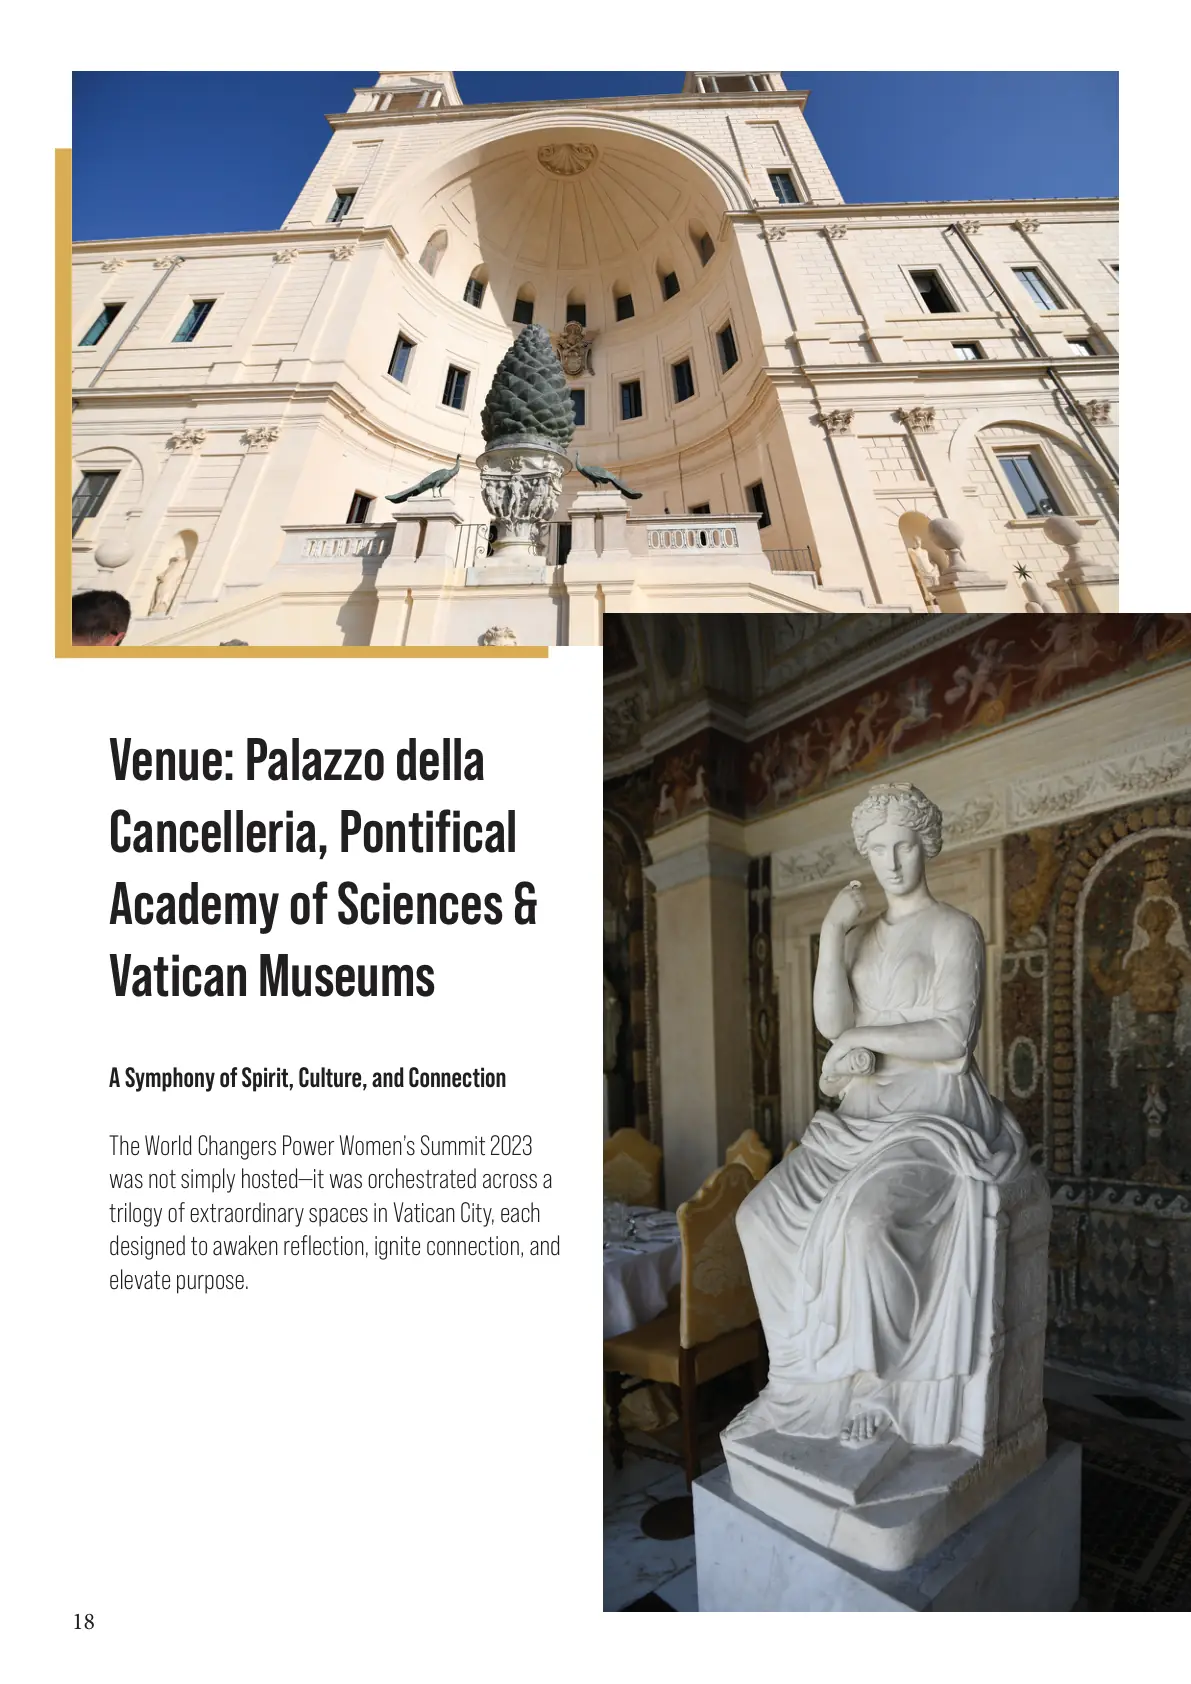 Venue: Palazzo della
Cancelleria, Pontifical
Academy of Sciences &
Vatican Museums
A Symphony of Spirit, Culture, and Connection
The World Changers Power Women's Summit 2023
was not simply hosted—it was orchestrated across a
trilogy of extraordinary spaces in Vatican City, each
designed to awaken reflection, ignite connection, and
elevate purpose.
18